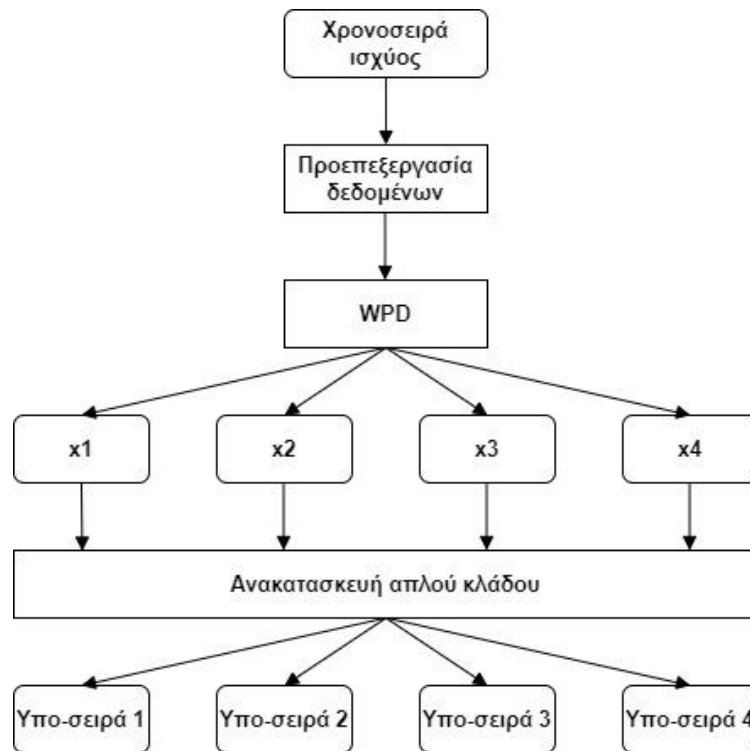 Χρονοσειρά
ισχύος
Προεπεξεργασία
δεδομένων
WPD
x1
x2
x3
x4
Ανακατασκευή απλού κλάδου
Υπο-σειρά 1
Υπο-σειρά 2
Υπο-σειρά 3
Υπο-σειρά 4